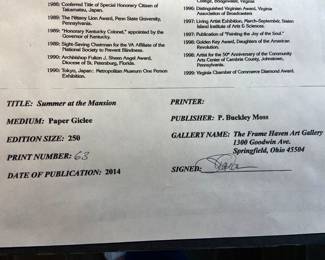 1988: Conferred Title of Special Honorary Citizen of
Takamatsu, Japan.
1989: The Nittany Lion Award, Penn State University,
Pennsylvania.
1989: "Honorary Kentucky Colonel," appointed by the
Governor of Kentucky.
1989: Sight-Saving Chairman for the VA Affiliate of the
National Society to Prevent Blindness.
1990: Archbishop Fulton J. Sheen Angel Award,
Diocese of St. Petersburg, Florida.
1990: Tokyo, Japan: Metropolitan Museum One Person
Exhibition.
College, Bridgewater, Virginia
1996: Distinguished Virginian Award, Virginia
Association of Broadcasters.
1997: Living Artist Exhibition, March-September, Staten
Island Institute of Arts & Sciences.
1997: Publication of "Painting the Joy of the Soul."
1998: Golden Key Award, Daughters of the American
Revolution.
1998: Artist for the 50th Anniversary of the Community
Arts Center of Cambria County, Johnstown,
Pennsylvania.
1999: Virginia Chamber of Commerce Diamond Award.
TITLE: Summer at the Mansion
MEDIUM: Paper Giclee
EDITION SIZE: 250
PRINT NUMBER: 63
DATE OF PUBLICATION: 2014
PRINTER:
PUBLISHER: P. Buckley Moss
GALLERY NAME: The Frame Haven Art Gallery
1300 Goodwin Ave.
Springfield, Ohio 45504
SIGNED: